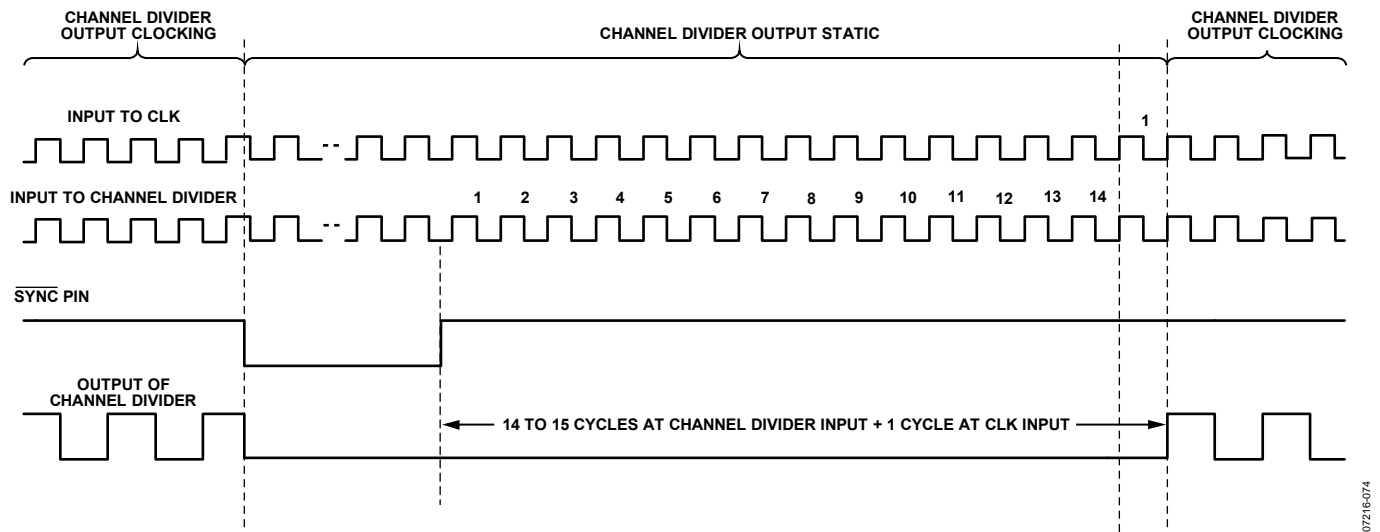 CHANNEL DIVIDER
OUTPUT CLOCKING
CHANNEL DIVIDER OUTPUT STATIC
CHANNEL DIVIDER
OUTPUT CLOCKING
INPUT TO CLK
1
INPUT TO CHANNEL DIVIDER
1 2 3 4 5 6 7 8 9 10 11 12 13 14
SYNC PIN
OUTPUT OF
CHANNEL DIVIDER
14 TO 15 CYCLES AT CHANNEL DIVIDER INPUT + 1 CYCLE AT CLK INPUT
07216-074